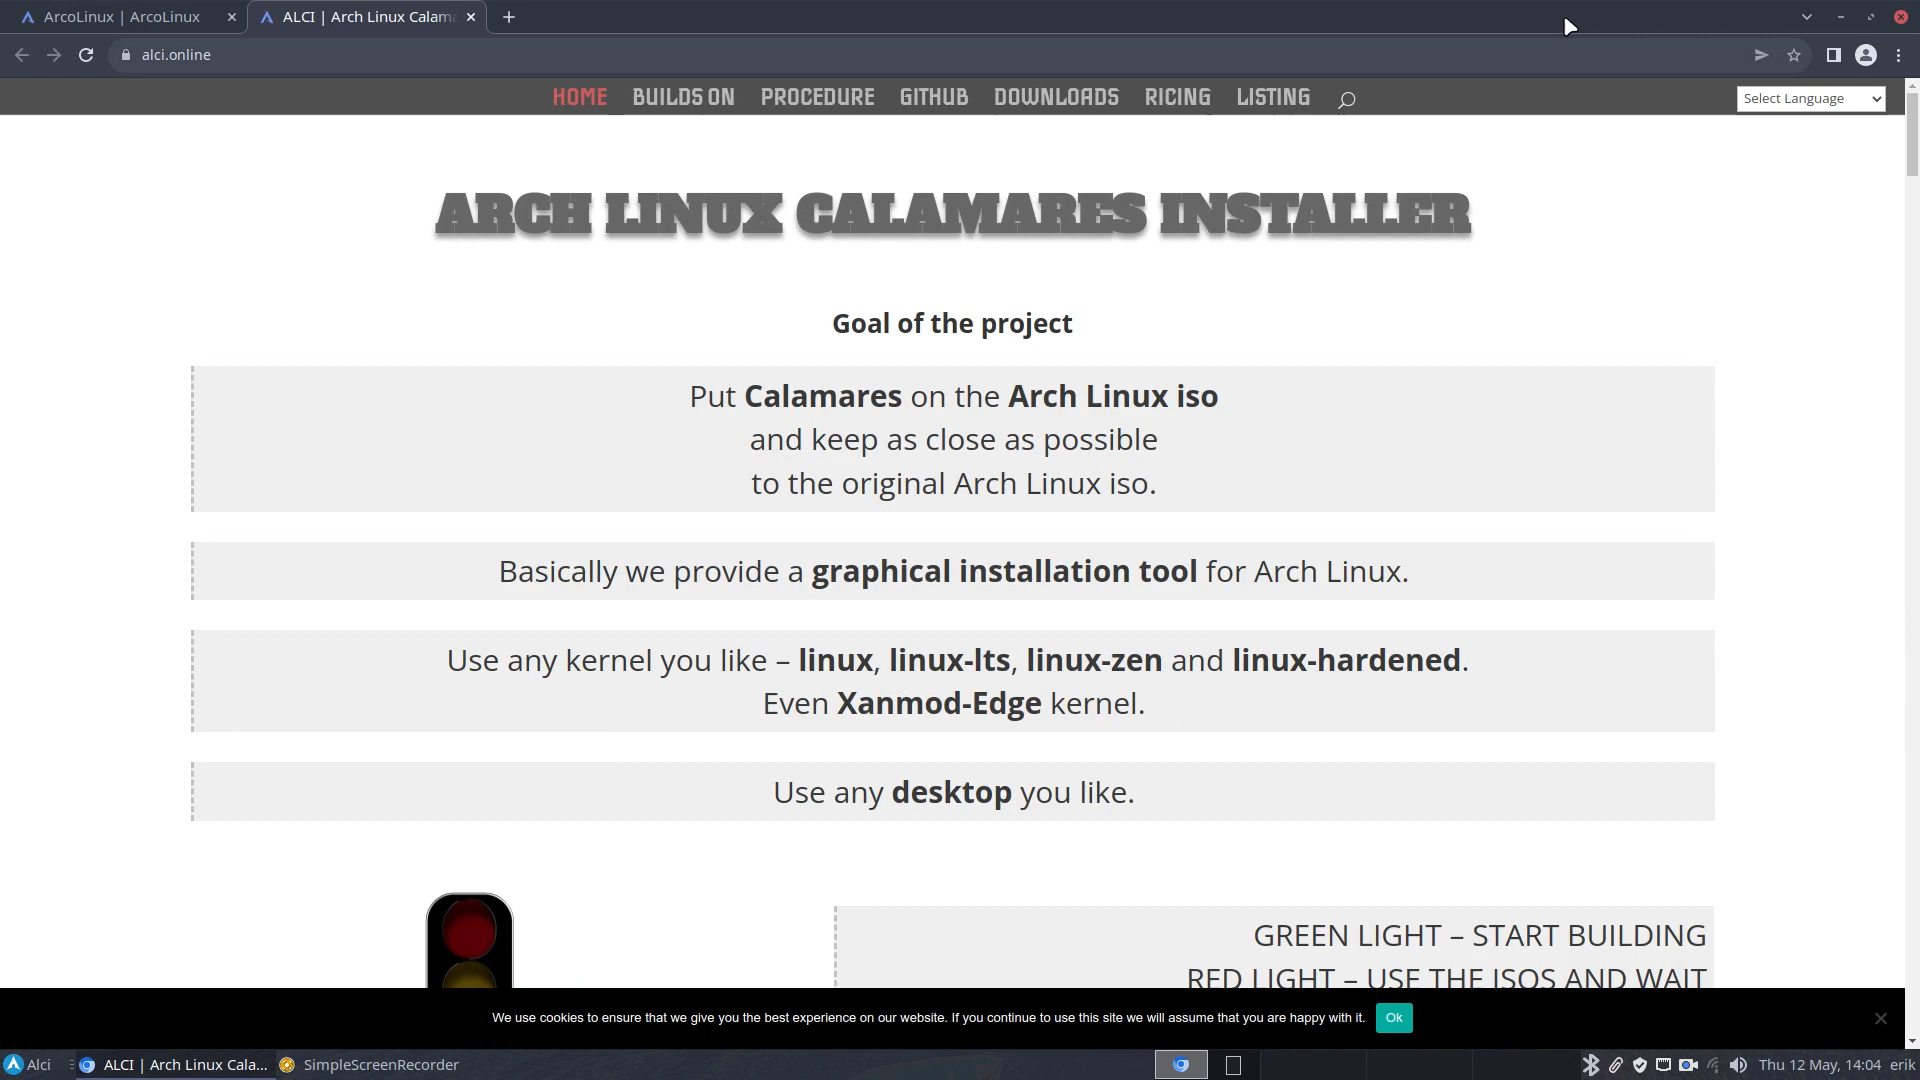 ArcoLinux | ArcoLinux
ALCI | Arch Linux Calam
alci.online
HOME BUILDS ON PROCEDURE GITHUB DOWNLOADS RICING LISTING
Select Language
ARCH LINUX CALAMARES INSTALLER
Goal of the project
Put Calamares on the Arch Linux iso
and keep as close as possible
to the original Arch Linux iso.
Basically we provide a graphical installation tool for Arch Linux.
Use any kernel you like – linux, linux-lts, linux-zen and linux-hardened.
Even Xanmod-Edge kernel.
Use any desktop you like.
GREEN LIGHT – START BUILDING
RED LIGHT – USE THE ISOS AND WAIT
We use cookies to ensure that we give you the best experience on our website. If you continue to use this site we will assume that you are happy with it. Ok
Alci ALCI | Arch Linux Cala... SimpleScreenRecorder Thu 12 May, 14:04 erik